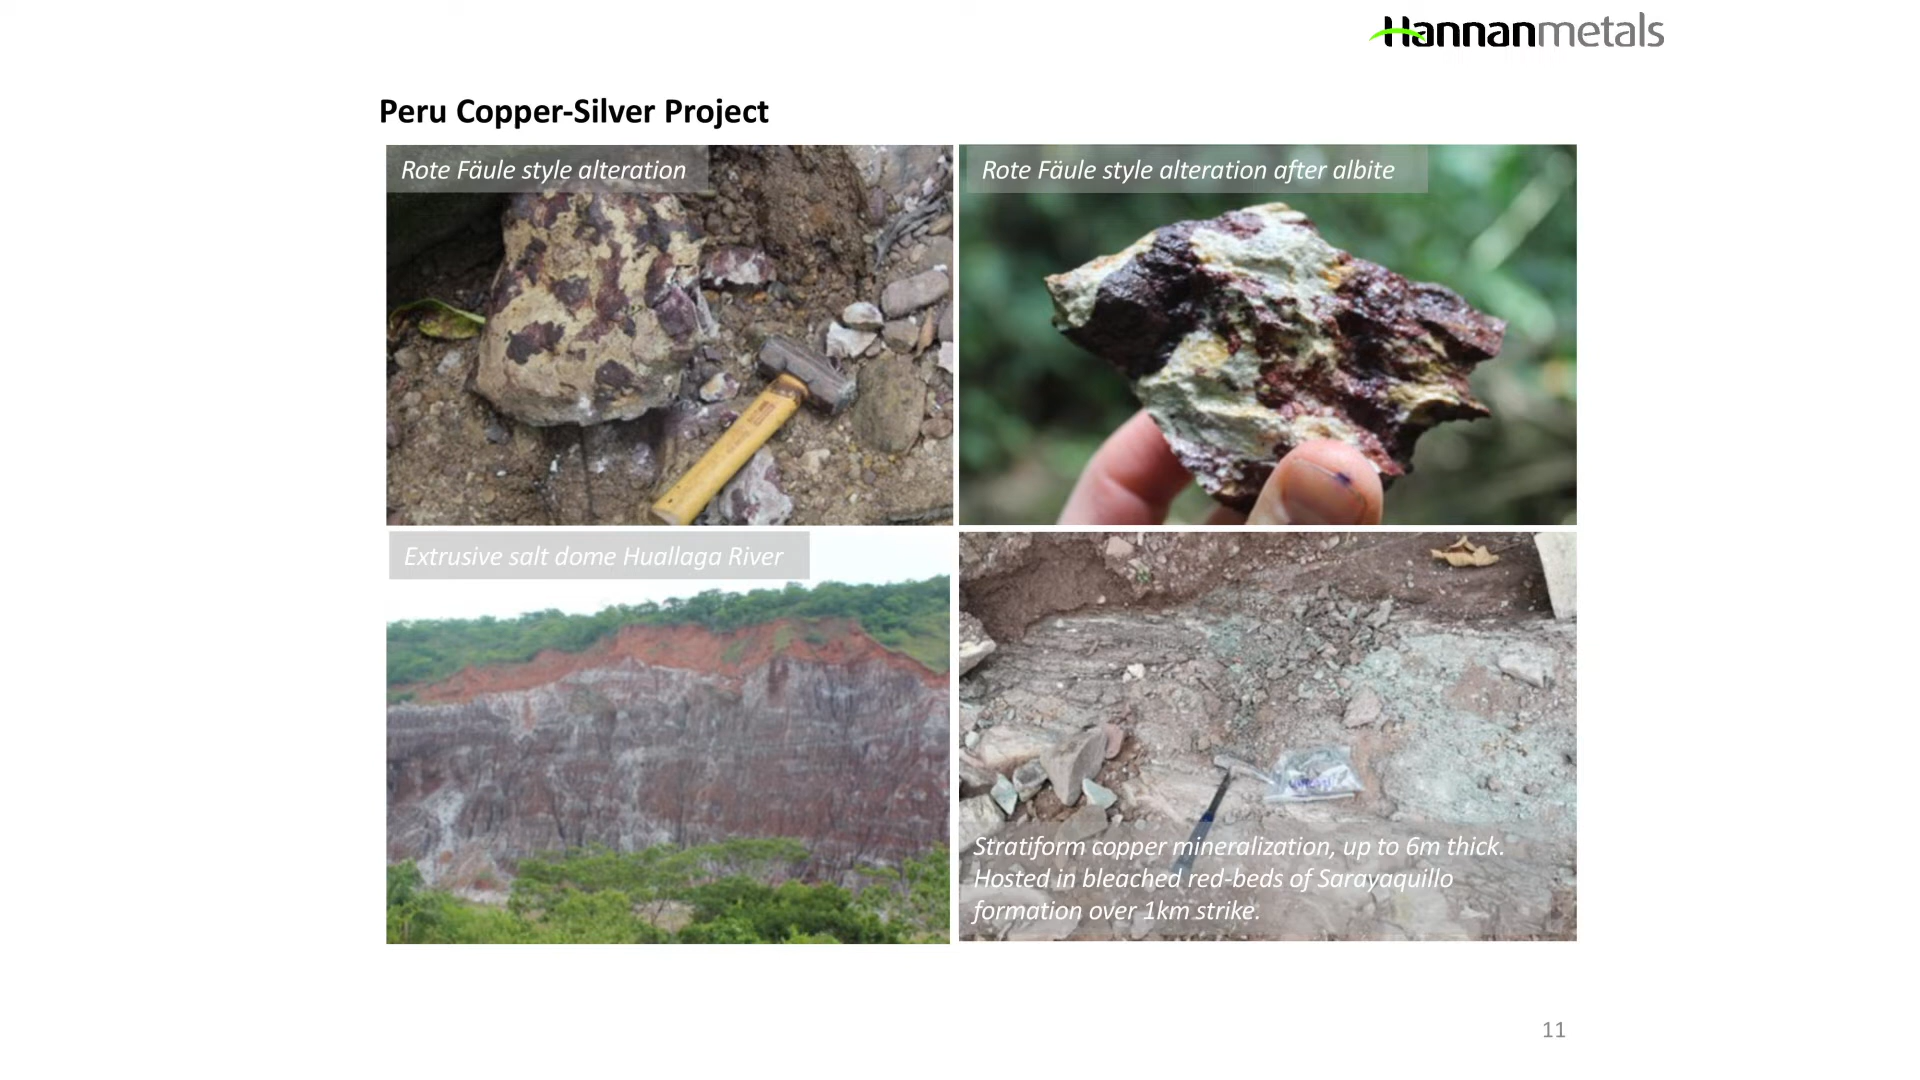 Hannanmetals
Peru Copper-Silver Project
Rote Fäule style alteration
Rote Fäule style alteration after albite
Extrusive salt dome Huallaga River
Stratiform copper mineralization, up to 6m thick.
Hosted in bleached red-beds of Sarayaquillo
formation over 1km strike.
11